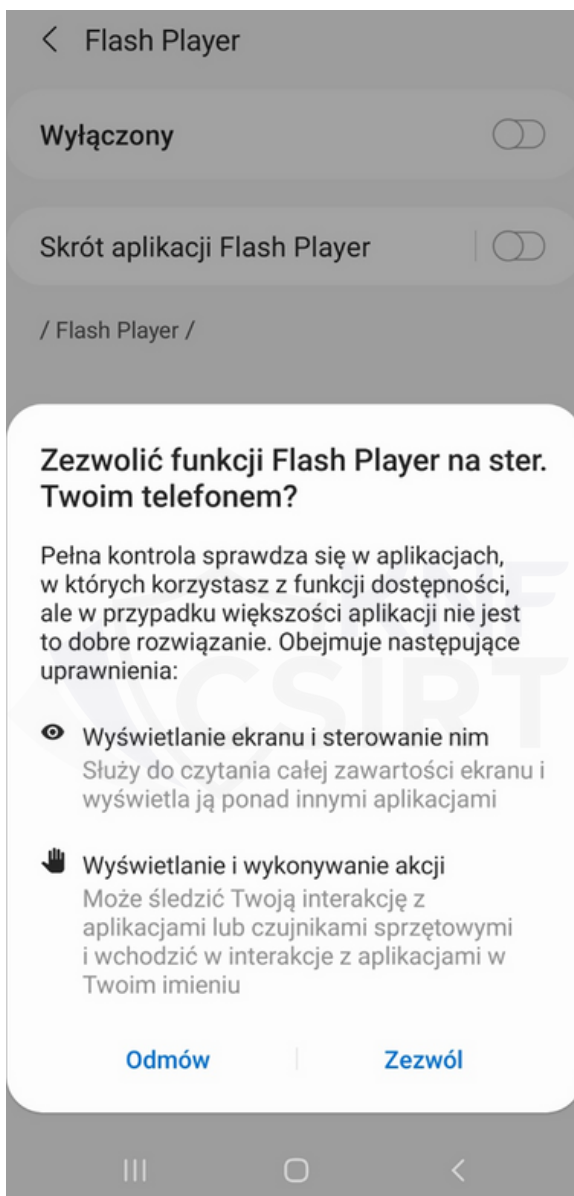 Flash Player
Wyłączony
Skrót aplikacji Flash Player
/ Flash Player /
Zezwolić funkcji Flash Player na ster.
Twoim telefonem?
Pełna kontrola sprawdza się w aplikacjach,
w których korzystasz z funkcji dostępności,
ale w przypadku większości aplikacji nie jest
to dobre rozwiązanie. Obejmuje następujące
uprawnienia:
KNF
CSIRT
Wyświetlanie ekranu i sterowanie nim
Służy do czytania całej zawartości ekranu i
wyświetla ją ponad innymi aplikacjami
Wyświetlanie i wykonywanie akcji
Może śledzić Twoją interakcję z
aplikacjami lub czujnikami sprzętowymi
i wchodzić w interakcje z aplikacjami w
Twoim imieniu
Odmów
Zezwól